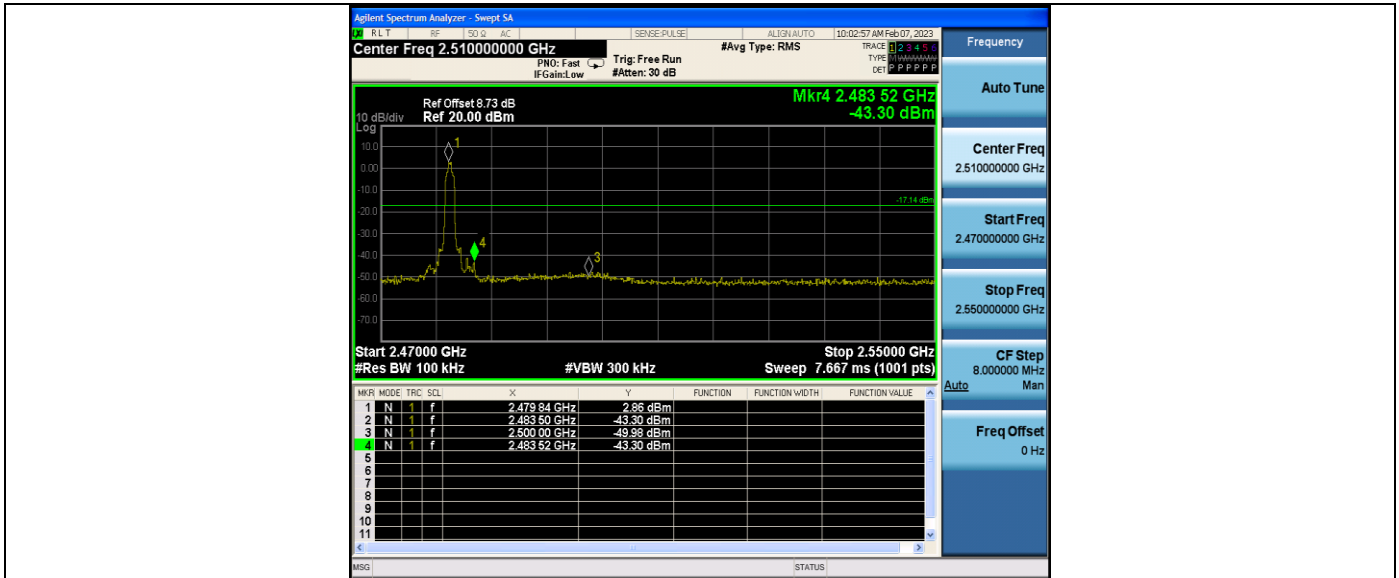 Agilent Spectrum Analyzer - Swept SA
RLT RF 50 Ω AC SENSE:PULSE ALIGNAUTO 10:02:57 AM Feb 07, 2023
Center Freq 2.510000000 GHz
#Avg Type: RMS
TRACE 1 2 3 4 5 6
PNO: Fast Trig: Free Run
TYPE M
IFGain:Low #Atten: 30 dB
DET P P P P P P
Mkr4 2.483 52 GHz
-43.30 dBm
Ref Offset 8.73 dB
10 dB/div Ref 20.00 dBm
Log
10.0
0.00
-10.0
-20.0
-30.0
-40.0
-50.0
-60.0
-70.0
1
4
3
-17.14 dBm
Start 2.47000 GHz Stop 2.55000 GHz
#Res BW 100 kHz #VBW 300 kHz Sweep 7.667 ms (1001 pts)
MKR MODE TRC SCL X Y FUNCTION FUNCTION WIDTH FUNCTION VALUE
1 N 1 f 2.479 84 GHz 2.86 dBm
2 N 1 f 2.483 50 GHz -43.30 dBm
3 N 1 f 2.500 00 GHz -49.98 dBm
4 N 1 f 2.483 52 GHz -43.30 dBm
5
6
7
8
9
10
11
MSG STATUS
Frequency
Auto Tune
Center Freq
2.510000000 GHz
Start Freq
2.470000000 GHz
Stop Freq
2.550000000 GHz
CF Step
8.000000 MHz
Auto Man
Freq Offset
0 Hz